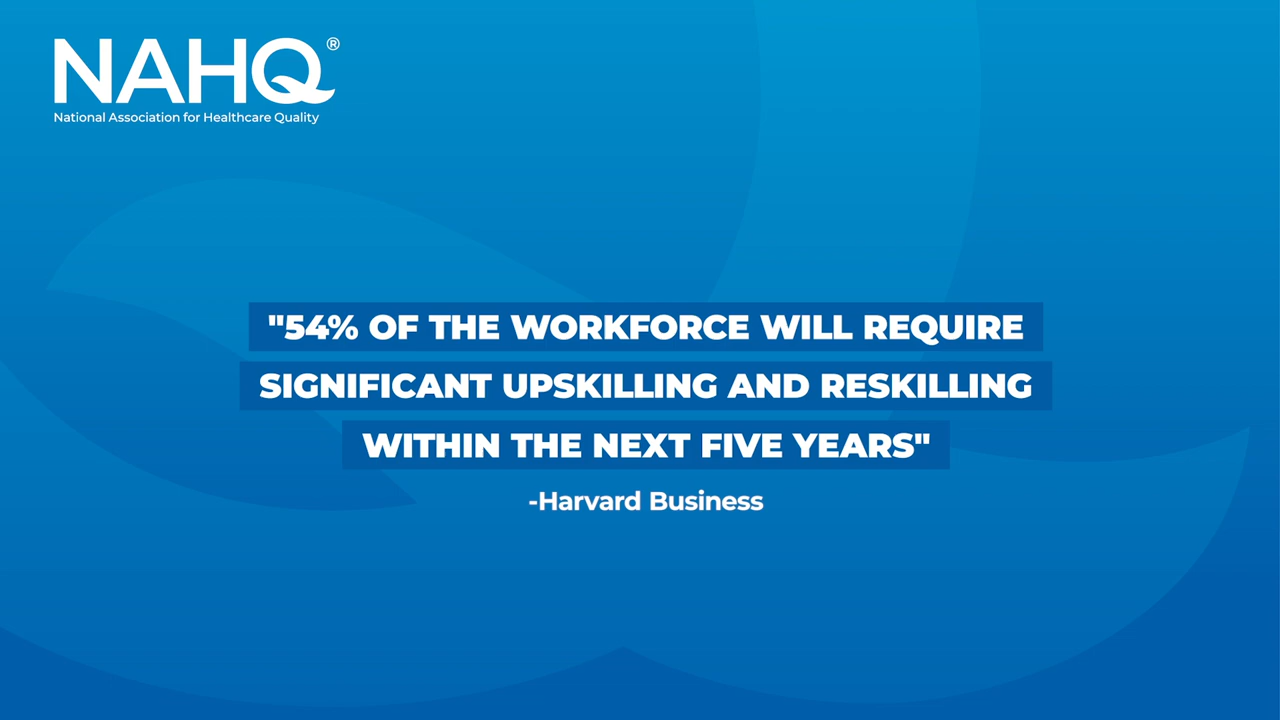 NAHQ®
National Association for Healthcare Quality
"54% OF THE WORKFORCE WILL REQUIRE
SIGNIFICANT UPSKILLING AND RESKILLING
WITHIN THE NEXT FIVE YEARS"
-Harvard Business